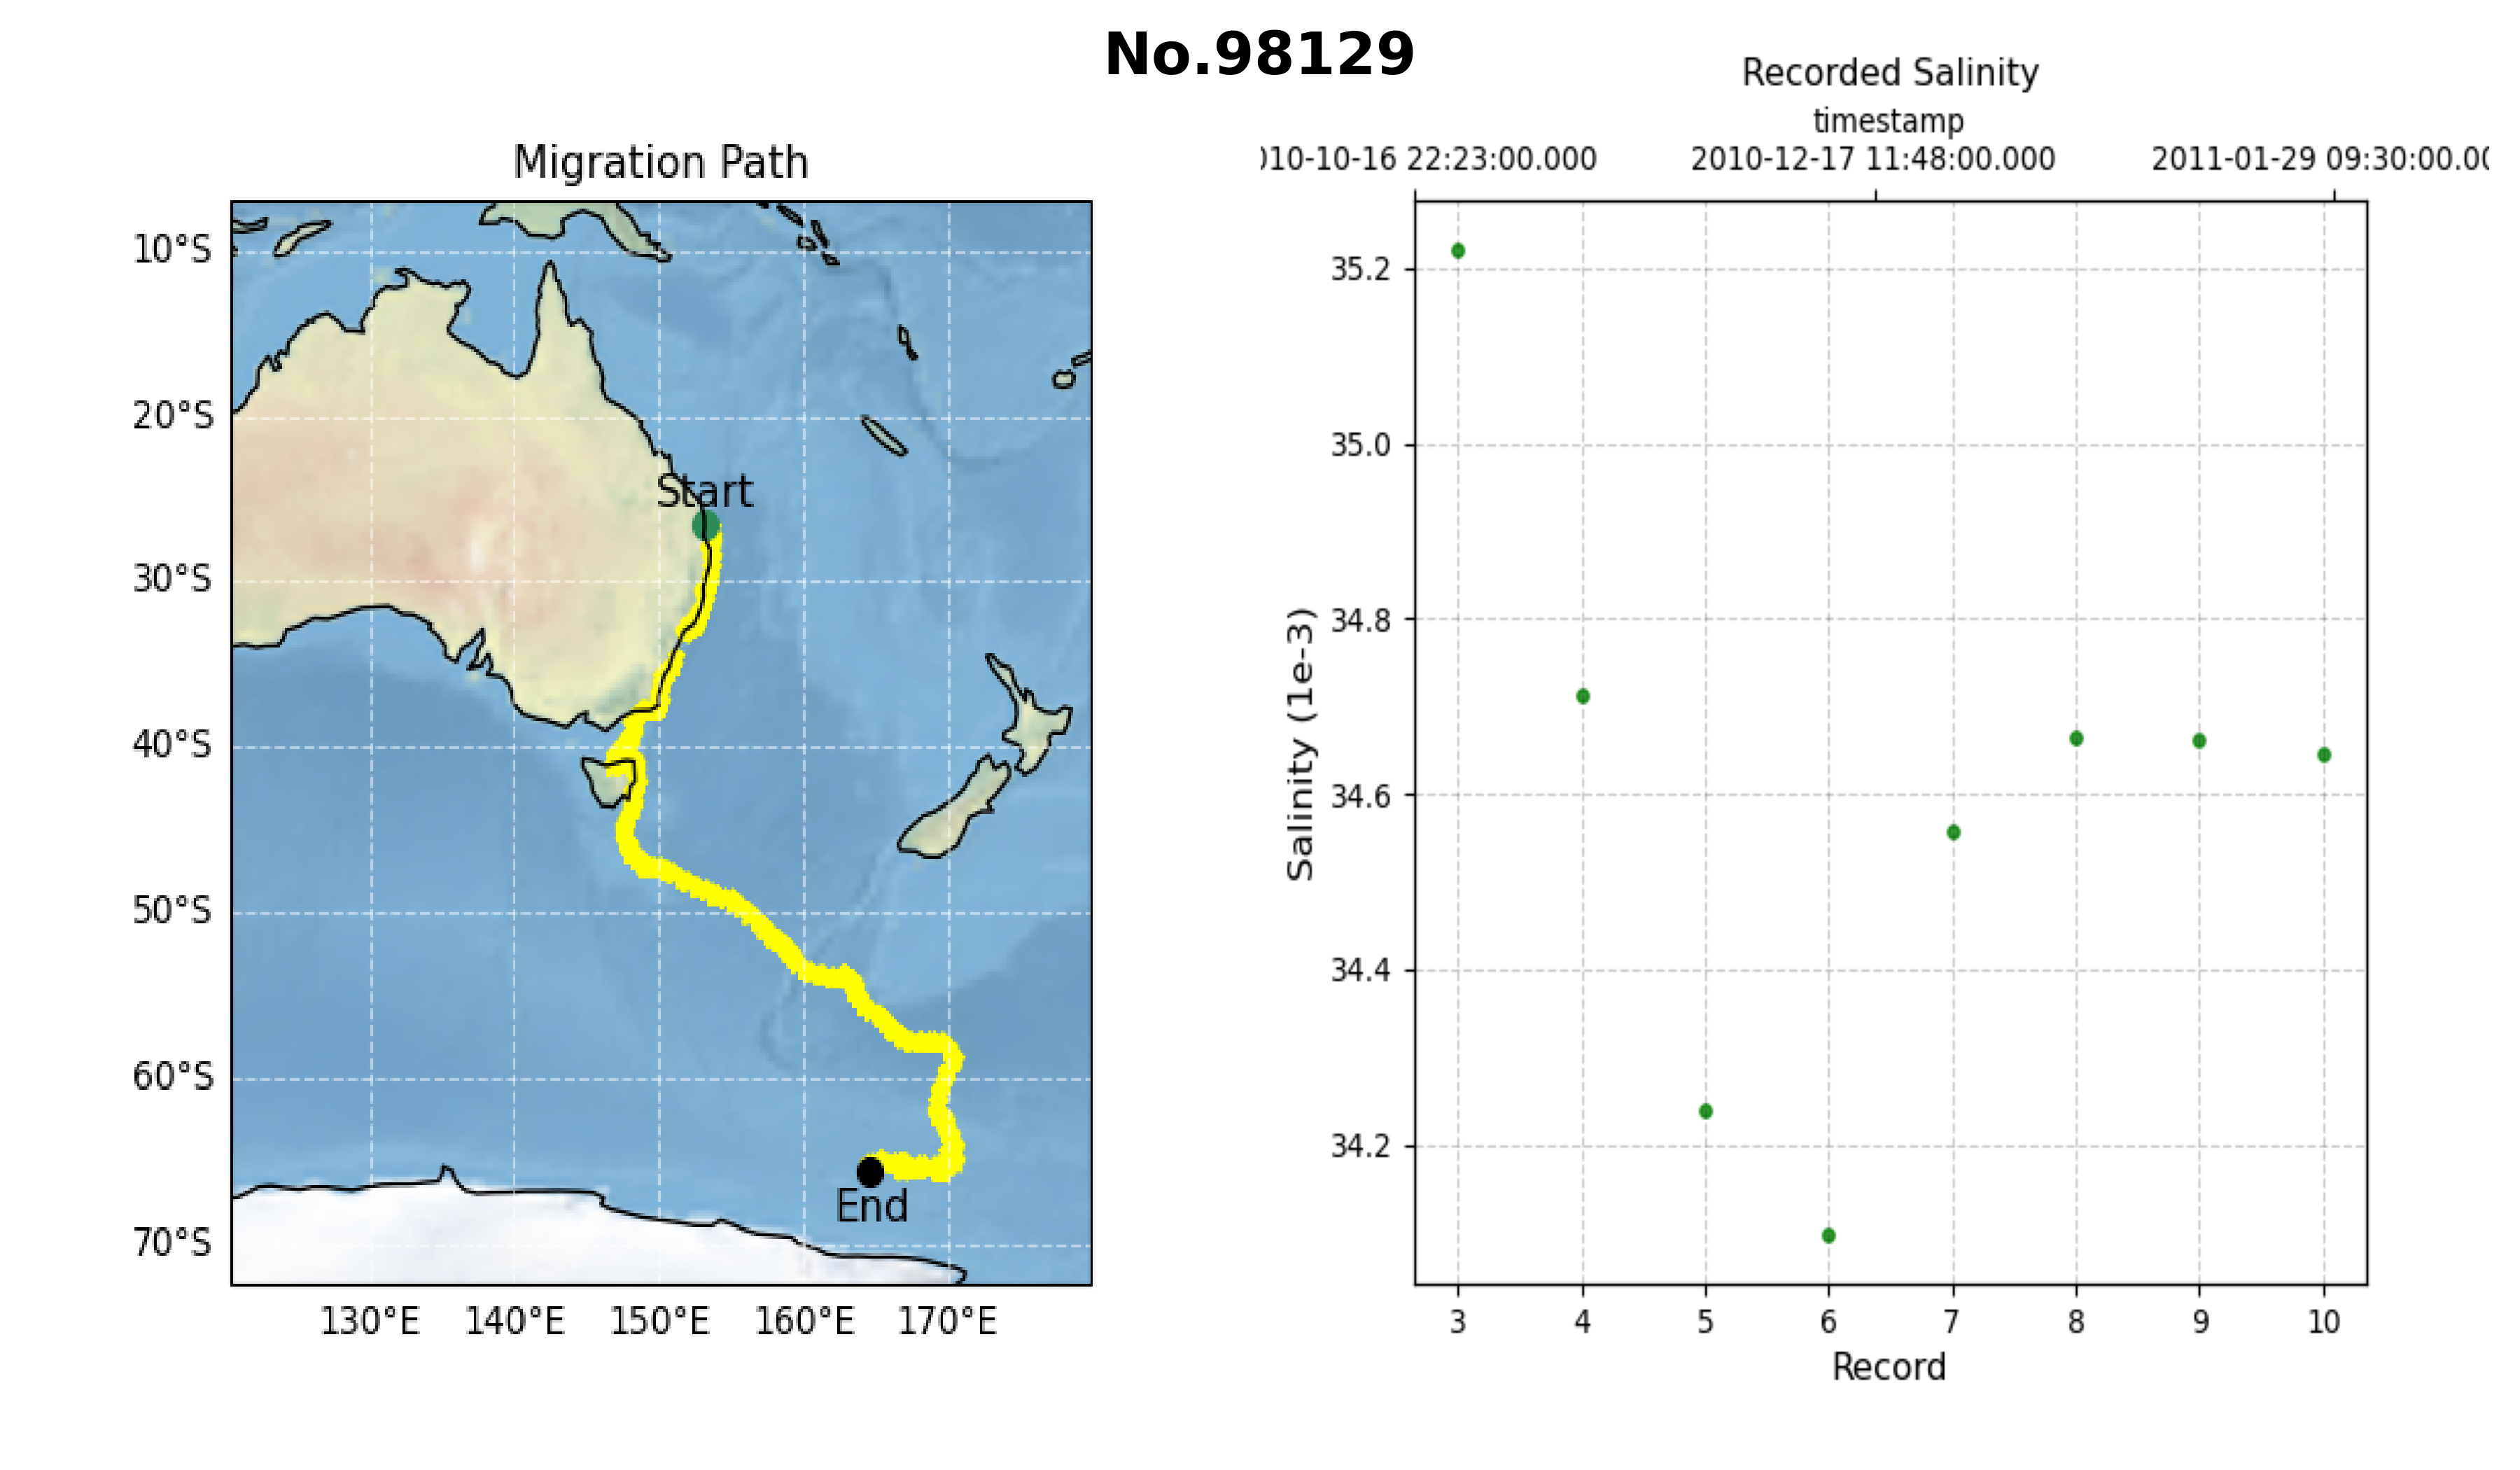 No.98129
Migration Path
10°S
20°S
30°S
40°S
50°S
60°S
70°S
130°E 140°E 150°E 160°E 170°E
Start
End
Recorded Salinity
timestamp
010-10-16 22:23:00.000 2010-12-17 11:48:00.000 2011-01-29 09:30:00.00
Salinity (1e-3)
35.2
35.0
34.8
34.6
34.4
34.2
3 4 5 6 7 8 9 10
Record